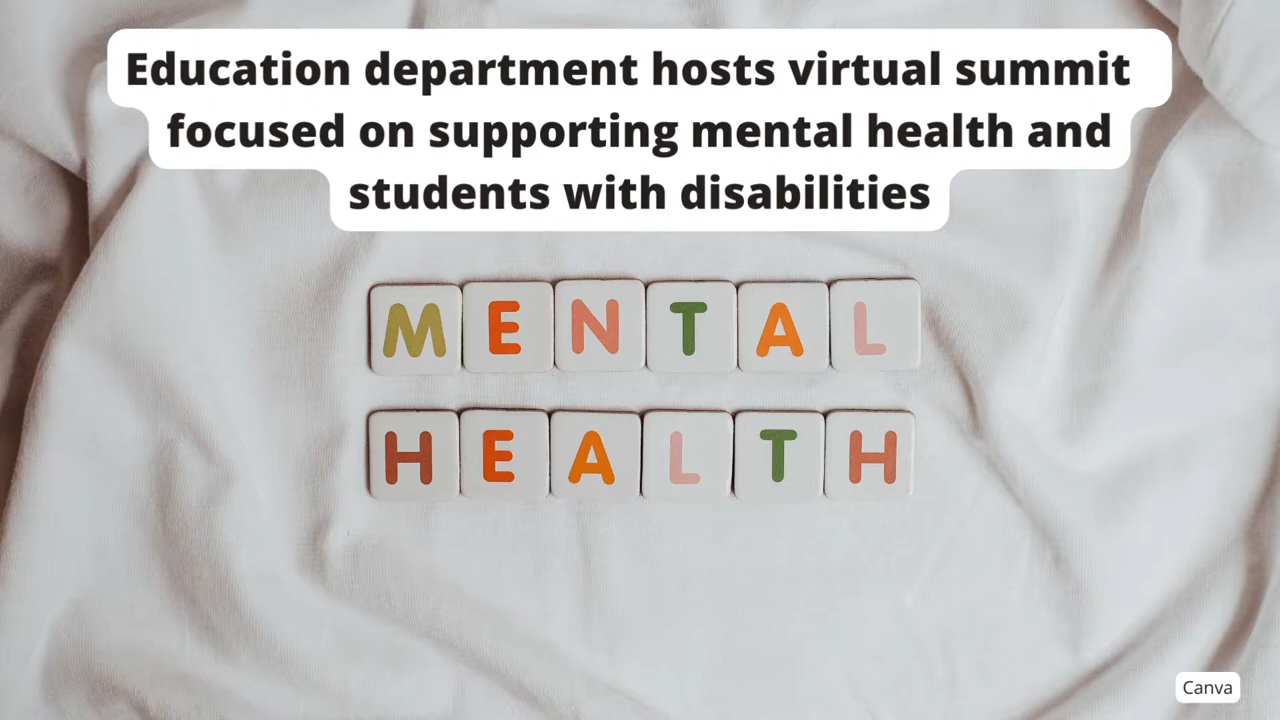 Education department hosts virtual summit
focused on supporting mental health and
students with disabilities
MENTAL
HEALTH
Canva